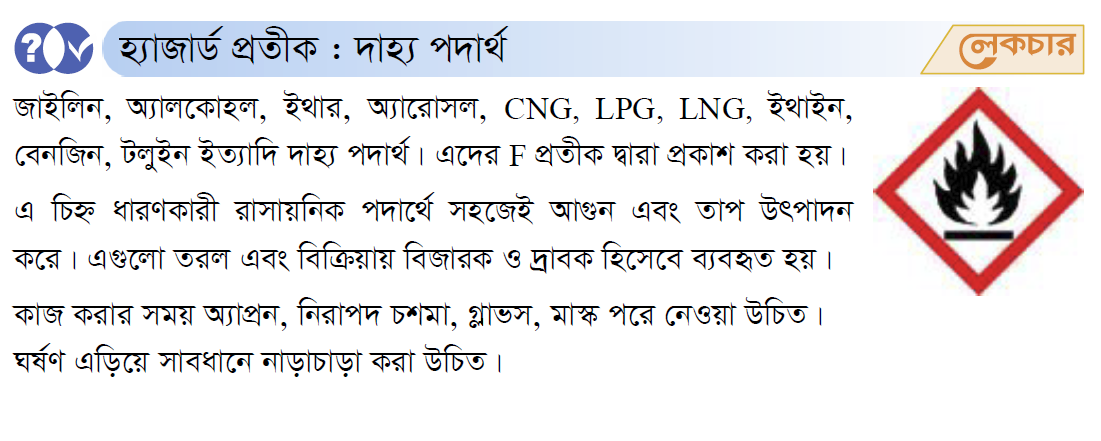 হ্যাজার্ড প্রতীক : দাহ্য পদার্থ
লেকচার
জাইলিন, অ্যালকোহল, ইথার, অ্যারোসল, CNG, LPG, LNG, ইথাইন,
বেনজিন, টলুইন ইত্যাদি দাহ্য পদার্থ। এদের F প্রতীক দ্বারা প্রকাশ করা হয়।
এ চিহ্ন ধারণকারী রাসায়নিক পদার্থে সহজেই আগুন এবং তাপ উৎপাদন
করে। এগুলো তরল এবং বিক্রিয়ায় বিজারক ও দ্রাবক হিসেবে ব্যবহৃত হয়।
কাজ করার সময় অ্যাপ্রন, নিরাপদ চশমা, গ্লাভস, মাস্ক পরে নেওয়া উচিত।
ঘর্ষণ এড়িয়ে সাবধানে নাড়াচাড়া করা উচিত।